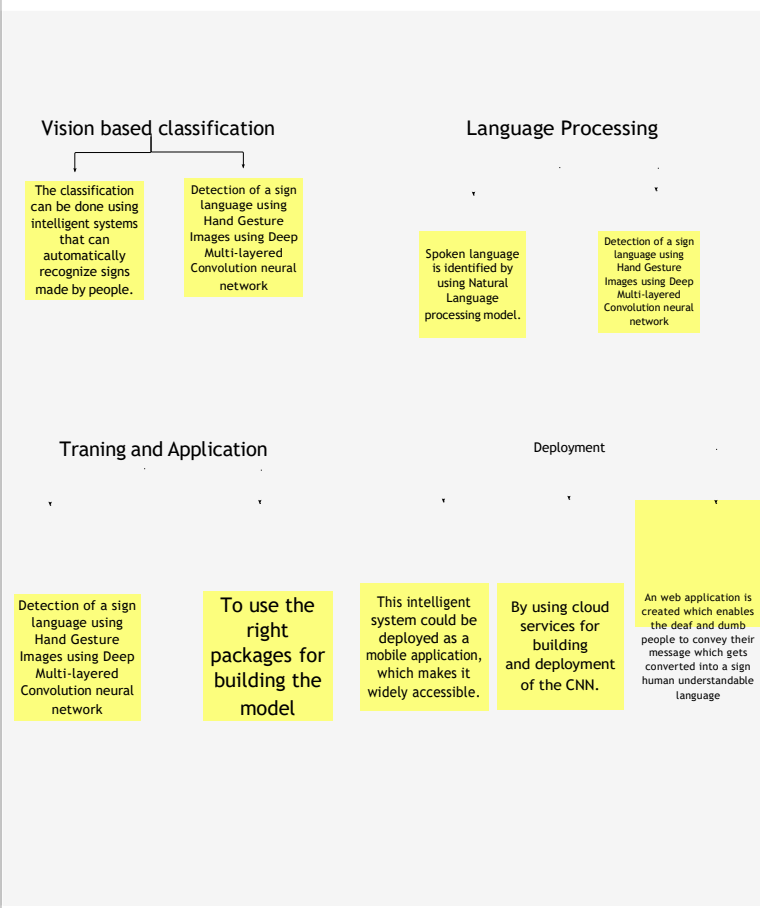 Vision based classification
The classification
can be done using
intelligent systems
that can
automatically
recognize signs
made by people.
Detection of a sign
language using
Hand Gesture
Images using Deep
Multi-layered
Convolution neural
network
Language Processing
Spoken language
is identified by
using Natural
Language
processing model.
Detection of a sign
language using
Hand Gesture
Images using Deep
Multi-layered
Convolution neural
network
Traning and Application
Detection of a sign
language using
Hand Gesture
Images using Deep
Multi-layered
Convolution neural
network
To use the
right
packages for
building the
model
Deployment
This intelligent
system could be
deployed as a
mobile application,
which makes it
widely accessible.
By using cloud
services for
building
and deployment
of the CNN.
An web application is
created which enables
the deaf and dumb
people to convey their
message which gets
converted into a sign
human understandable
language